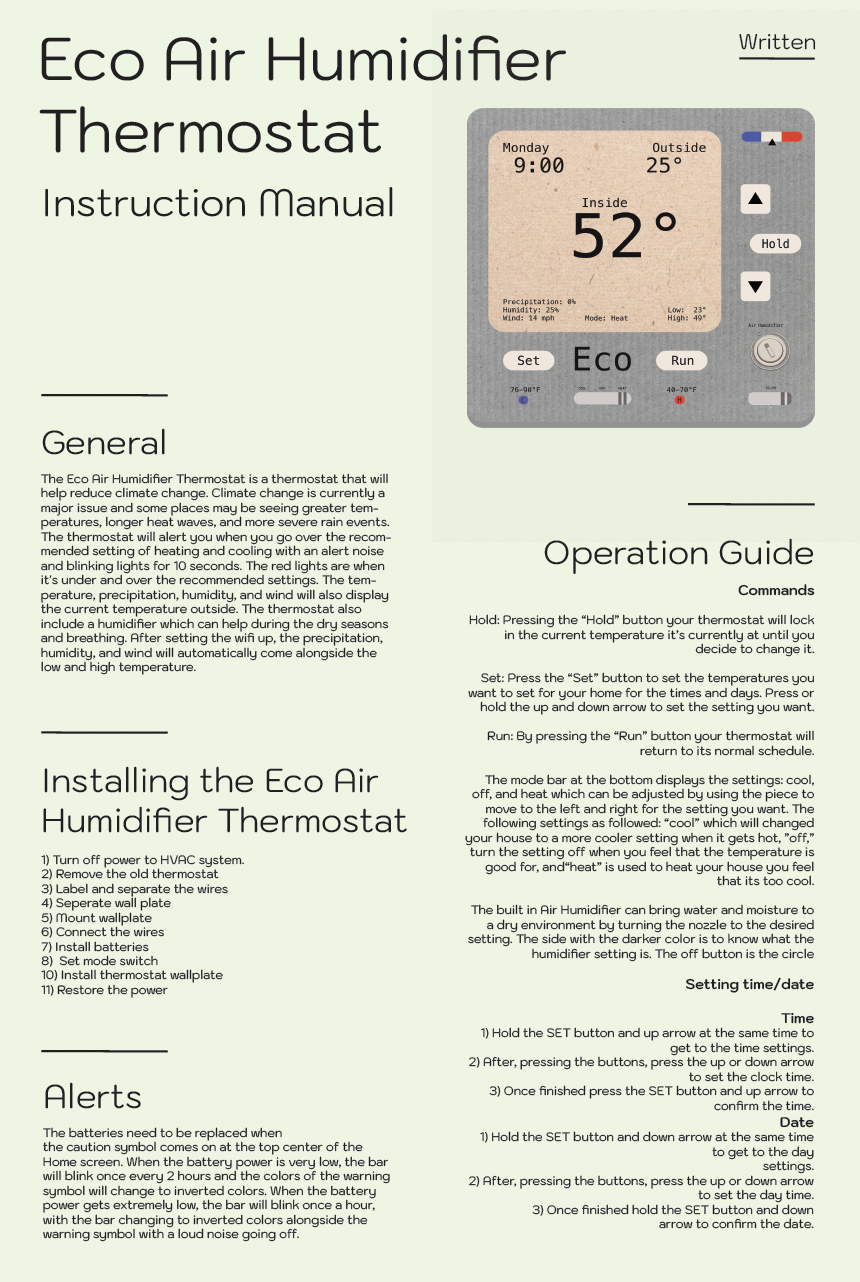 Eco Air Humidifier
Thermostat
Instruction Manual
Written
Monday
9:00
Outside
25°
Inside
52°
Precipitation: 0%
Humidity: 25%
Wind: 14 mph
Mode: Heat
Low: 23°
High: 49°
Hold
Air Humidifier
Set
Eco
Run
76-90°F
C
COOL OFF HEAT
40-70°F
H
General
The Eco Air Humidifier Thermostat is a thermostat that will
help reduce climate change. Climate change is currently a
major issue and some places may be seeing greater tem-
peratures, longer heat waves, and more severe rain events.
The thermostat will alert you when you go over the recom-
mended setting of heating and cooling with an alert noise
and blinking lights for 10 seconds. The red lights are when
it's under and over the recommended settings. The tem-
perature, precipitation, humidity, and wind will also display
the current temperature outside. The thermostat also
include a humidifier which can help during the dry seasons
and breathing. After setting the wifi up, the precipitation,
humidity, and wind will automatically come alongside the
low and high temperature.
Installing the Eco Air
Humidifier Thermostat
1) Turn off power to HVAC system.
2) Remove the old thermostat
3) Label and separate the wires
4) Seperate wall plate
5) Mount wallplate
6) Connect the wires
7) Install batteries
8)  Set mode switch
10) Install thermostat wallplate
11) Restore the power
Alerts
The batteries need to be replaced when
the caution symbol comes on at the top center of the
Home screen. When the battery power is very low, the bar
will blink once every 2 hours and the colors of the warning
symbol will change to inverted colors. When the battery
power gets extremely low, the bar will blink once a hour,
with the bar changing to inverted colors alongside the
warning symbol with a loud noise going off.
Operation Guide
Commands
Hold: Pressing the “Hold” button your thermostat will lock
in the current temperature it’s currently at until you
decide to change it.
Set: Press the “Set” button to set the temperatures you
want to set for your home for the times and days. Press or
hold the up and down arrow to set the setting you want.
Run: By pressing the “Run” button your thermostat will
return to its normal schedule.
The mode bar at the bottom displays the settings: cool,
off, and heat which can be adjusted by using the piece to
move to the left and right for the setting you want. The
following settings as followed: “cool” which will changed
your house to a more cooler setting when it gets hot, ”off,”
turn the setting off when you feel that the temperature is
good for, and“heat” is used to heat your house you feel
that its too cool.
The built in Air Humidifier can bring water and moisture to
a dry environment by turning the nozzle to the desired
setting. The side with the darker color is to know what the
humidifier setting is. The off button is the circle
Setting time/date
Time
1) Hold the SET button and up arrow at the same time to
get to the time settings.
2) After, pressing the buttons, press the up or down arrow
to set the clock time.
3) Once finished press the SET button and up arrow to
confirm the time.
Date
1) Hold the SET button and down arrow at the same time
to get to the day
settings.
2) After, pressing the buttons, press the up or down arrow
to set the day time.
3) Once finished hold the SET button and down
arrow to confirm the date.